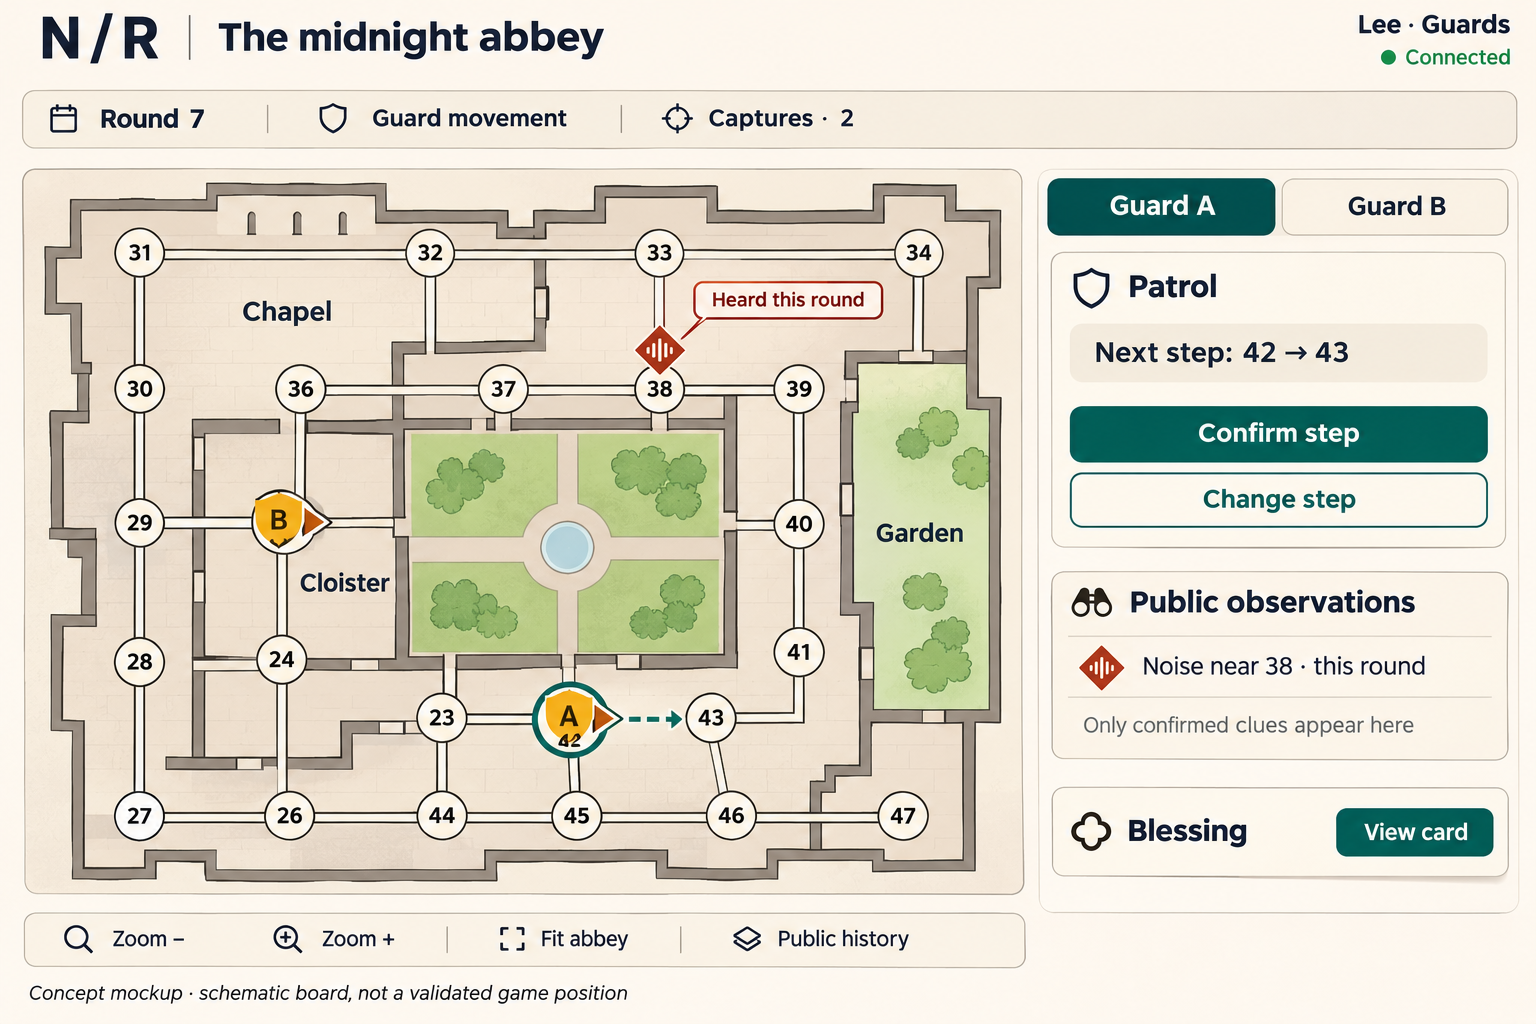 N/R
The midnight abbey
Lee · Guards
Connected
Round 7
Guard movement
Captures · 2
31
32
33
34
Chapel
Heard this round
30
36
37
38
39
29
B
40
Garden
Cloister
28
24
41
23
A
42
43
27
26
44
45
46
47
Guard A
Guard B
Patrol
Next step: 42 → 43
Confirm step
Change step
Public observations
Noise near 38 · this round
Only confirmed clues appear here
Blessing
View card
Zoom −
Zoom +
Fit abbey
Public history
Concept mockup · schematic board, not a validated game position